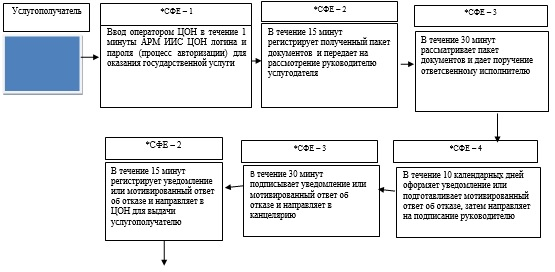 Услугополучатель
*СФЕ – 1
Ввод оператором ЦОН в течение 1
минуты АРМ ИИС ЦОН логина и
пароля (процесс авторизации) для
оказания государственной услуги
*СФЕ – 2
В течение 15 минут
регистрирует полученный пакет
документов и передает на
рассмотрение руководителю
услугодателя
*СФЕ – 3
В течение 30 минут
рассматривает пакет
документов и дает поручение
ответсвенному исполнителю
*СФЕ – 4
В течение 10 календарных дней
оформяет уведомление или
подготавливает мотивированный
ответ об отказе, затем направляет
на подписание руководителю
*СФЕ – 3
В течение 30 минут
подписывает уведомление или
мотивированный ответ об
отказе и направляет в
канцелярию
*СФЕ – 2
В течение 15 минут
регистрирует уведомление
или мотивированный ответ
об отказе и направляет в
ЦОН для выдачи
услугополучателю